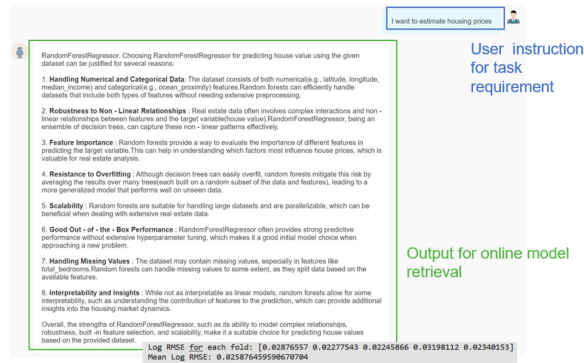 I want to estimate housing prices
User instruction
for task
requirement
RandomForestRegressor. Choosing RandomForestRegressor for predicting house value using the given
dataset can be justified for several reasons:
1. Handling Numerical and Categorical Data: The dataset consists of both numerical(e.g., latitude, longitude,
median_income) and categorical(e.g., ocean_proximity) features.Random forests can efficiently handle
datasets that include both types of features without needing extensive preprocessing.
2. Robustness to Non - Linear Relationships : Real estate data often involves complex interactions and non -
linear relationships between features and the target variable(house value).RandomForestRegressor, being an
ensemble of decision trees, can capture these non - linear patterns effectively.
3. Feature Importance : Random forests provide a way to evaluate the importance of different features in
predicting the target variable.This can help in understanding which factors most influence house prices, which is
valuable for real estate analysis.
4. Resistance to Overfitting : Although decision trees can easily overfit, random forests mitigate this risk by
averaging the results over many trees(each built on a random subset of the data and features), leading to a
more generalized model that performs well on unseen data.
5. Scalability : Random forests are suitable for handling large datasets and are parallelizable, which can be
beneficial when dealing with extensive real estate data.
6. Good Out - of - the - Box Performance : RandomForestRegressor often provides strong predictive
performance without extensive hyperparameter tuning, which makes it a good initial model choice when
approaching a new problem.
7. Handling Missing Values : The dataset may contain missing values, especially in features like
total_bedrooms.Random forests can handle missing values to some extent, as they split data based on the
available features.
8. Interpretability and Insights : While not as interpretable as linear models, random forests allow for some
interpretability, such as understanding the contribution of features to the prediction, which can provide additional
insights into the housing market dynamics.
Overall, the strengths of RandomForestRegressor, such as its ability to model complex relationships,
robustness, built -in feature selection, and scalability, make it a suitable choice for predicting house values
based on the provided dataset.
Output for online model
retrieval
Log RMSE for each fold: [0.02876557 0.02277543 0.02245866 0.03198112 0.02340153]
Mean Log RMSE: 0.025876459590670704